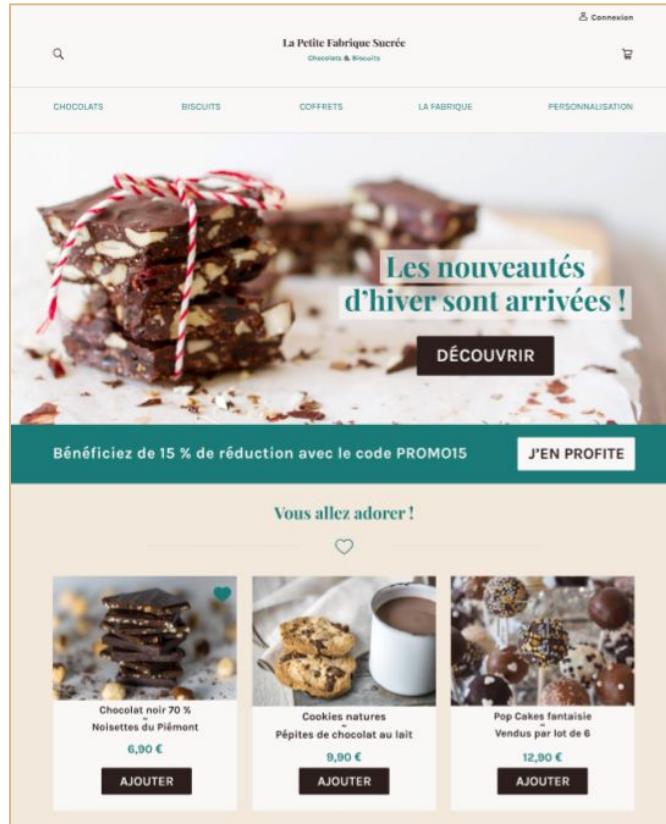 Connexion
La Petite Fabrique Sucrée
Chocolats & Biscuits
CHOCOLATS BISCUITS COFFRETS LA FABRIQUE PERSONNALISATION
Les nouveautés
d'hiver sont arrivées !
DÉCOUVRIR
Bénéficiez de 15 % de réduction avec le code PROMO15 J'EN PROFITE
Vous allez adorer !
Chocolat noir 70 %
~
Noisettes du Piémont
6,90 €
AJOUTER
Cookies natures
~
Pépites de chocolat au lait
9,90 €
AJOUTER
Pop Cakes fantaisie
~
Vendus par lot de 6
12,90 €
AJOUTER